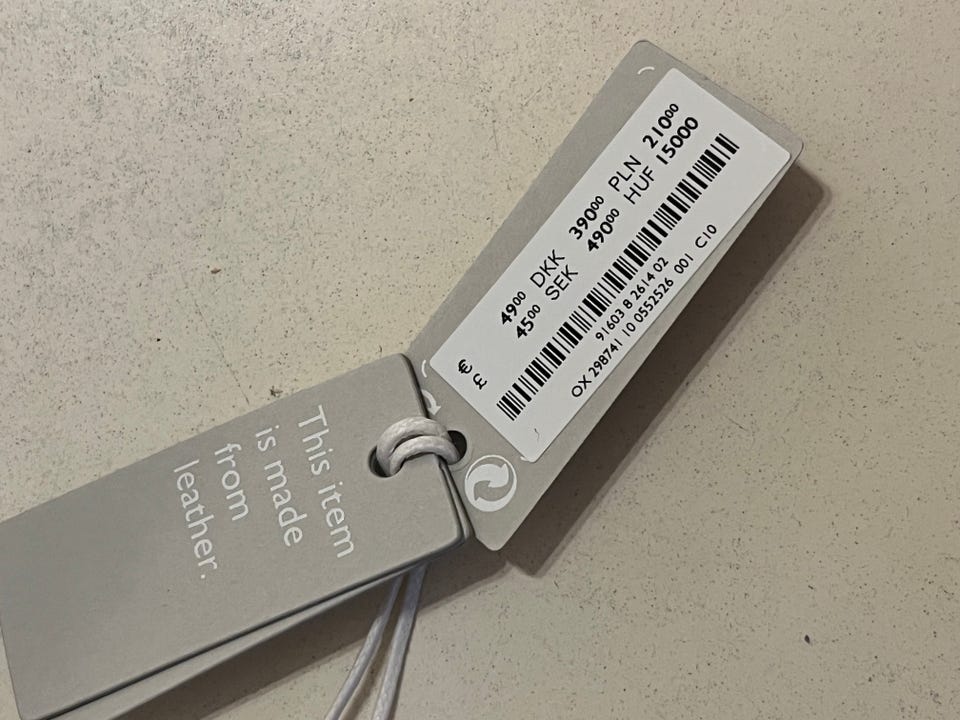 € 49⁰⁰ DKK 390⁰⁰ PLN 210⁰⁰
£ 45⁰⁰ SEK 490⁰⁰ HUF 15000
91603 8 2614 02
OX 298741 10 0552526 001 C10
This item
is made
from
leather.